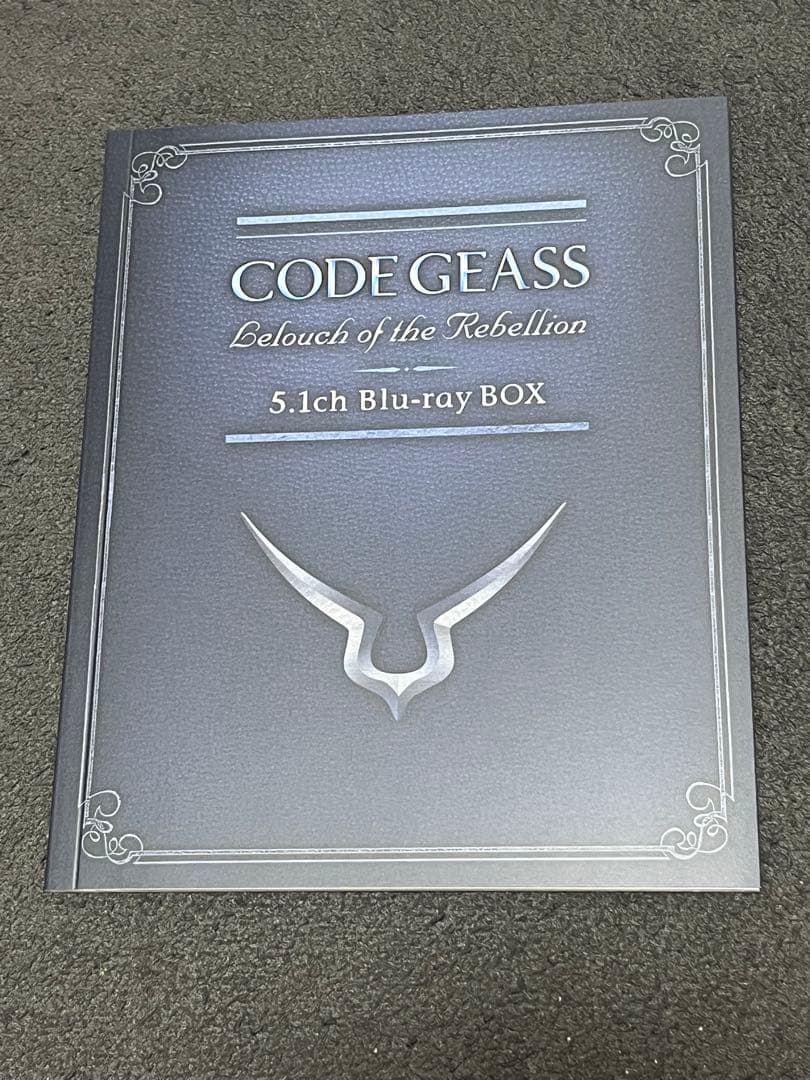 CODE GEASS
Lelouch of the Rebellion
5.1ch Blu-ray BOX